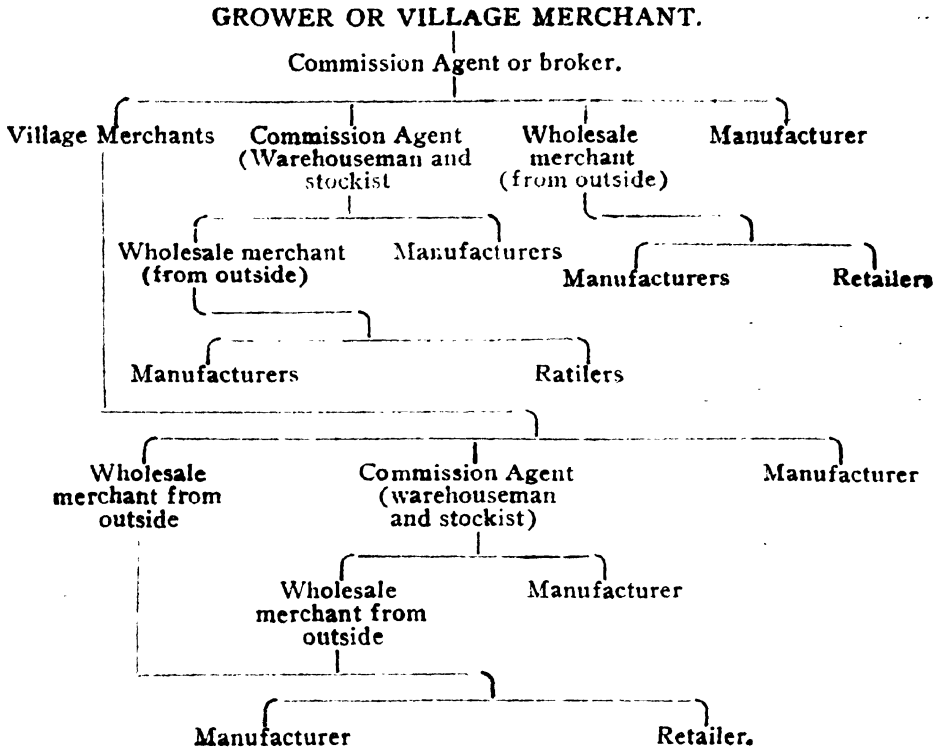 GROWER OR VILLAGE MERCHANT.
Commission Agent or broker.
Village Merchants
Commission Agent
(Warehouseman and
stockist
Wholesale
merchant
(from outside)
Manufacturer
Wholesale merchant
(from outside)
Manufacturers
Manufacturers
Retailers
Manufacturers
Ratilers
Wholesale
merchant from
outside
Commission Agent
(warehouseman
and stockist)
Manufacturer
Wholesale
merchant from
outside
Manufacturer
Manufacturer
Retailer.